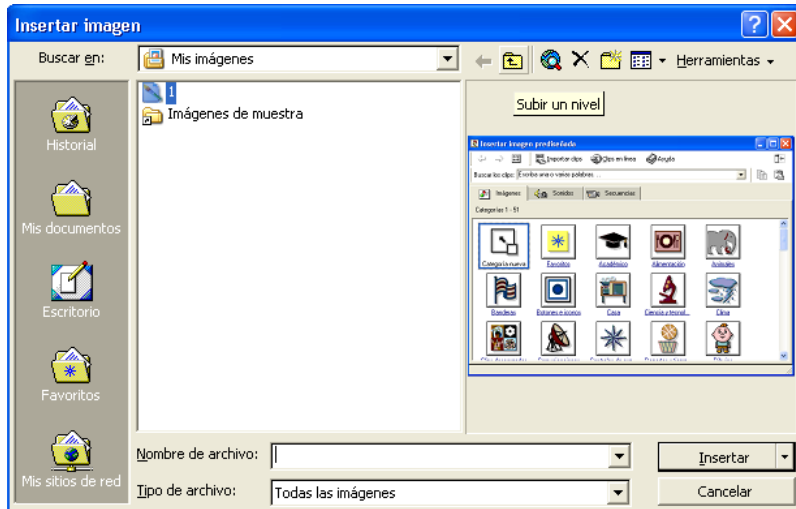 Insertar imagen
Buscar en:
Mis imágenes
Herramientas
1
Imágenes de muestra
Subir un nivel
Historial
Mis documentos
Escritorio
Favoritos
Mis sitios de red
Insertar imagen prediseñada
Importar clips
Clips en línea
Ayuda
Buscar los clips: Escriba una o varias palabras ...
Imágenes
Sonidos
Secuencias
Categorías 1 - 51
Categoría nueva
Favoritos
Académico
Alimentación
Animales
Banderas
Botones e iconos
Casa
Ciencia y tecnol...
Clima
Nombre de archivo:
Insertar
Tipo de archivo:
Todas las imágenes
Cancelar